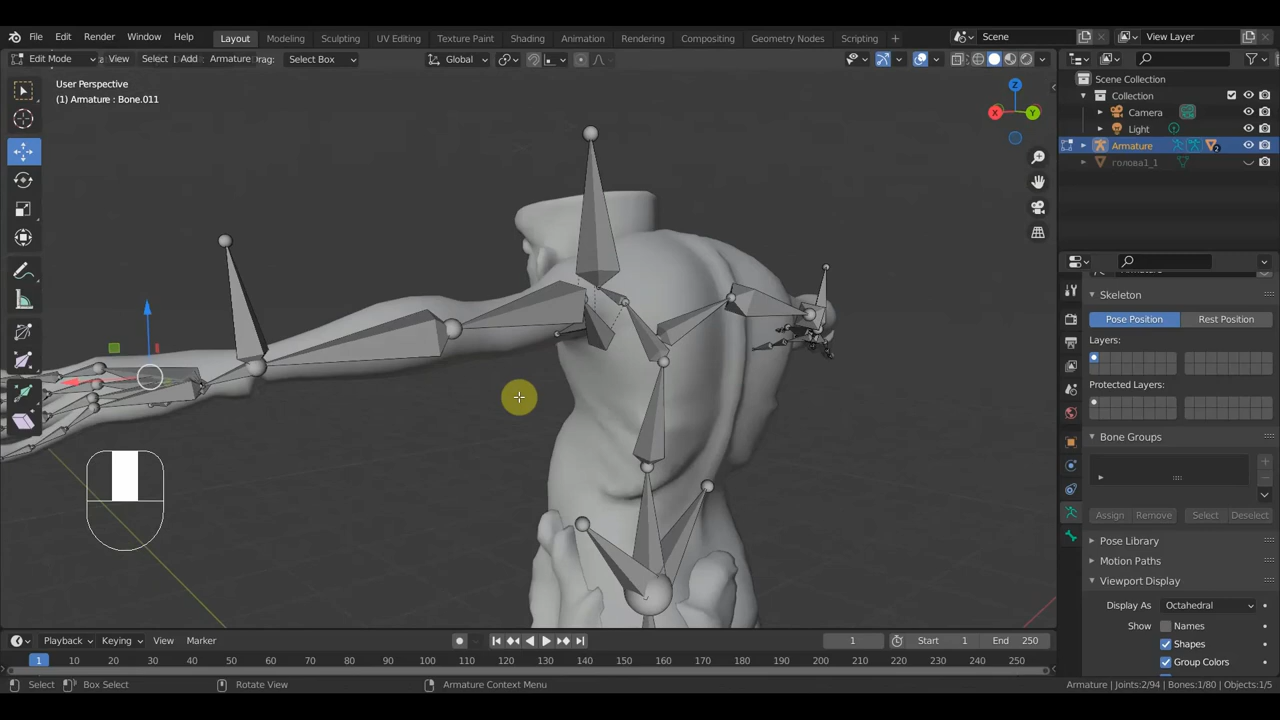 File Edit Render Window Help Layout Modeling Sculpting UV Editing Texture Paint Shading Animation Rendering Compositing Geometry Nodes Scripting + Scene View Layer
Edit Mode View Select Add Armature Drag: Select Box Global
User Perspective
(1) Armature : Bone.011
Z
X Y
Scene Collection
Collection
Camera
Light
Armature
голова1_1
Skeleton
Pose Position Rest Position
Layers:
Protected Layers:
Bone Groups
Assign Remove Select Deselect
Pose Library
Motion Paths
Viewport Display
Display As Octahedral
Show Names
Shapes
Group Colors
Playback Keying View Marker 1 Start 1 End 250
1 10 20 30 40 50 60 70 80 90 100 110 120 130 140 150 160 170 180 190 200 210 220 230 240 250
Select Box Select Rotate View Armature Context Menu Armature | Joints:2/94 | Bones:1/80 | Objects:1/5